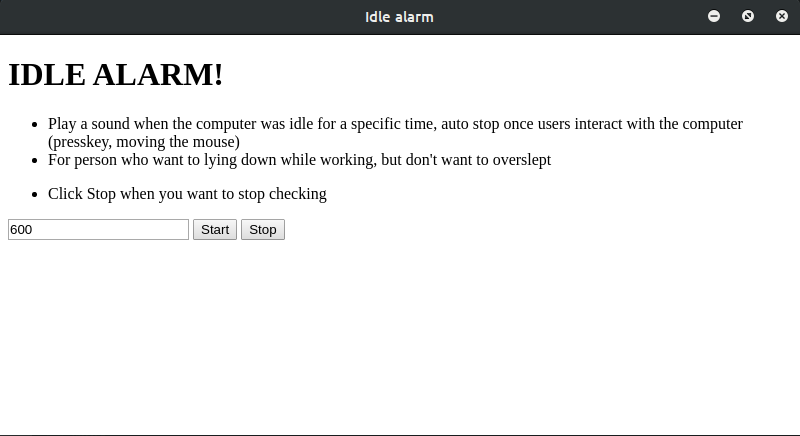 Idle alarm
IDLE ALARM!
Play a sound when the computer was idle for a specific time, auto stop once users interact with the computer
(presskey, moving the mouse)
For person who want to lying down while working, but don't want to overslept
Click Stop when you want to stop checking
600 Start Stop